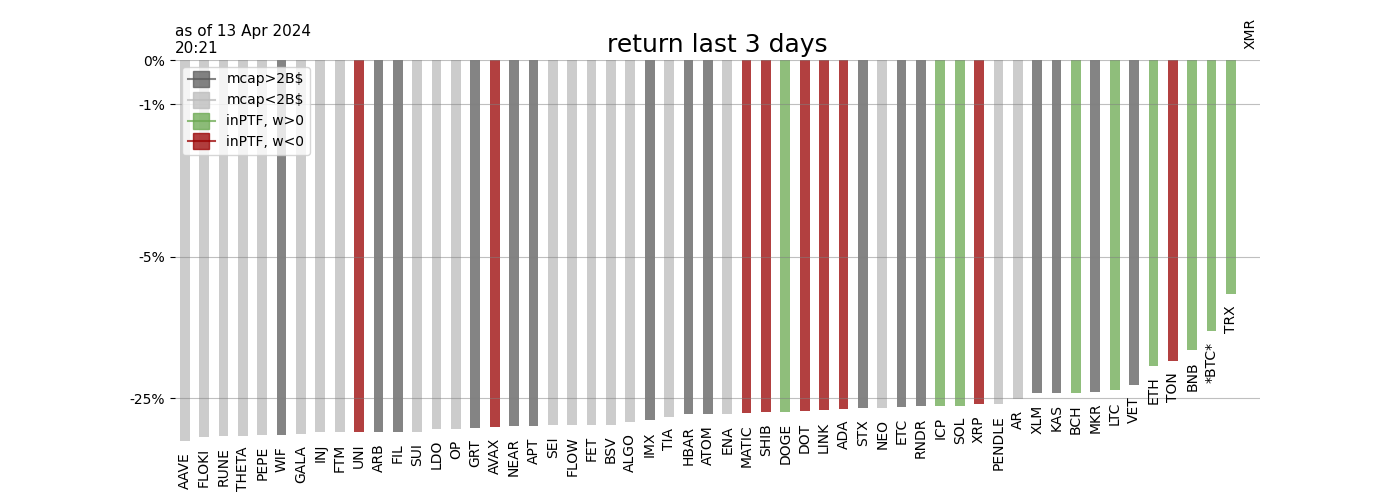 as of 13 Apr 2024
20:21
return last 3 days
XMR
0%
-1%
-5%
-25%
mcap>2B$
mcap<2B$
inPTF, w>0
inPTF, w<0
AAVE
FLOKI
RUNE
THETA
PEPE
WIF
GALA
INJ
FTM
UNI
ARB
FIL
SUI
LDO
OP
GRT
AVAX
NEAR
APT
SEI
FLOW
FET
BSV
ALGO
IMX
TIA
HBAR
ATOM
ENA
MATIC
SHIB
DOGE
DOT
LINK
ADA
STX
NEO
ETC
RNDR
ICP
SOL
XRP
PENDLE
AR
XLM
KAS
BCH
MKR
LTC
VET
ETH
TON
BNB
*BTC*
TRX